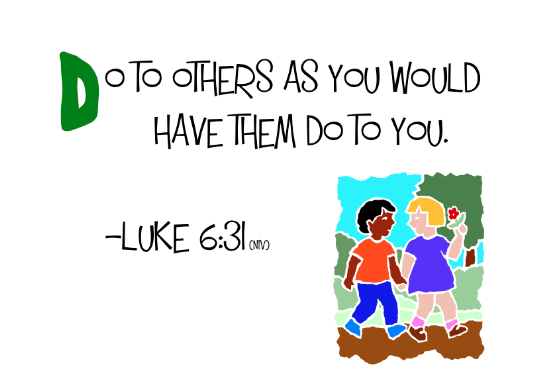 DO TO OTHERS AS YOU WOULD
HAVE THEM DO TO YOU.
-LUKE 6:31 (NIV)